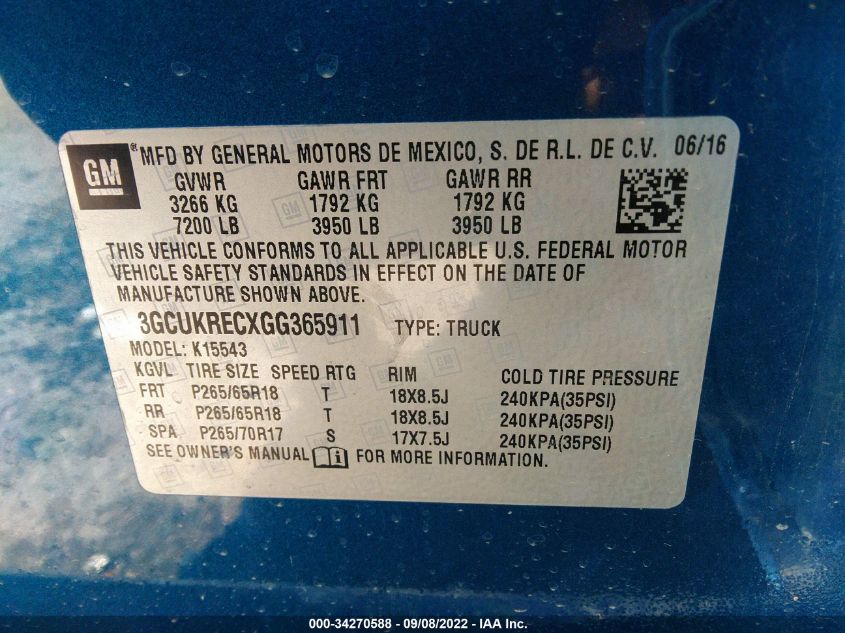 GM
® MFD BY GENERAL MOTORS DE MEXICO, S. DE R.L. DE C.V. 06/16
GVWR GAWR FRT GAWR RR
3266 KG 1792 KG 1792 KG
7200 LB 3950 LB 3950 LB
THIS VEHICLE CONFORMS TO ALL APPLICABLE U.S. FEDERAL MOTOR
VEHICLE SAFETY STANDARDS IN EFFECT ON THE DATE OF
MANUFACTURE SHOWN ABOVE.
3GCUKRECXGG365911 TYPE: TRUCK
MODEL: K15543
KGVL TIRE SIZE SPEED RTG RIM COLD TIRE PRESSURE
FRT P265/65R18 T 18X8.5J 240KPA(35PSI)
RR P265/65R18 T 18X8.5J 240KPA(35PSI)
SPA P265/70R17 S 17X7.5J 240KPA(35PSI)
SEE OWNER'S MANUAL i FOR MORE INFORMATION.
000-34270588 - 09/08/2022 - IAA Inc.